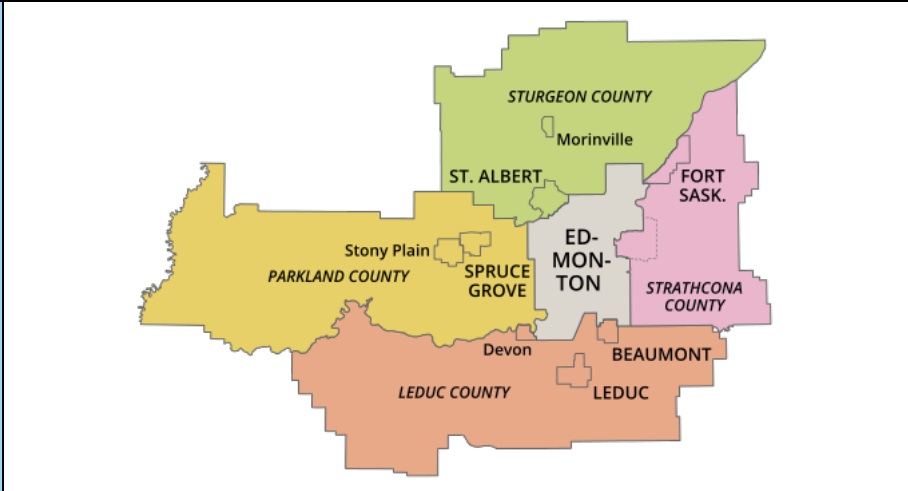 STURGEON COUNTY
Morinville
ST. ALBERT
FORT
SASK.
ED-
MON-
TON
Stony Plain
SPRUCE
GROVE
PARKLAND COUNTY
STRATHCONA
COUNTY
Devon
BEAUMONT
LEDUC COUNTY
LEDUC